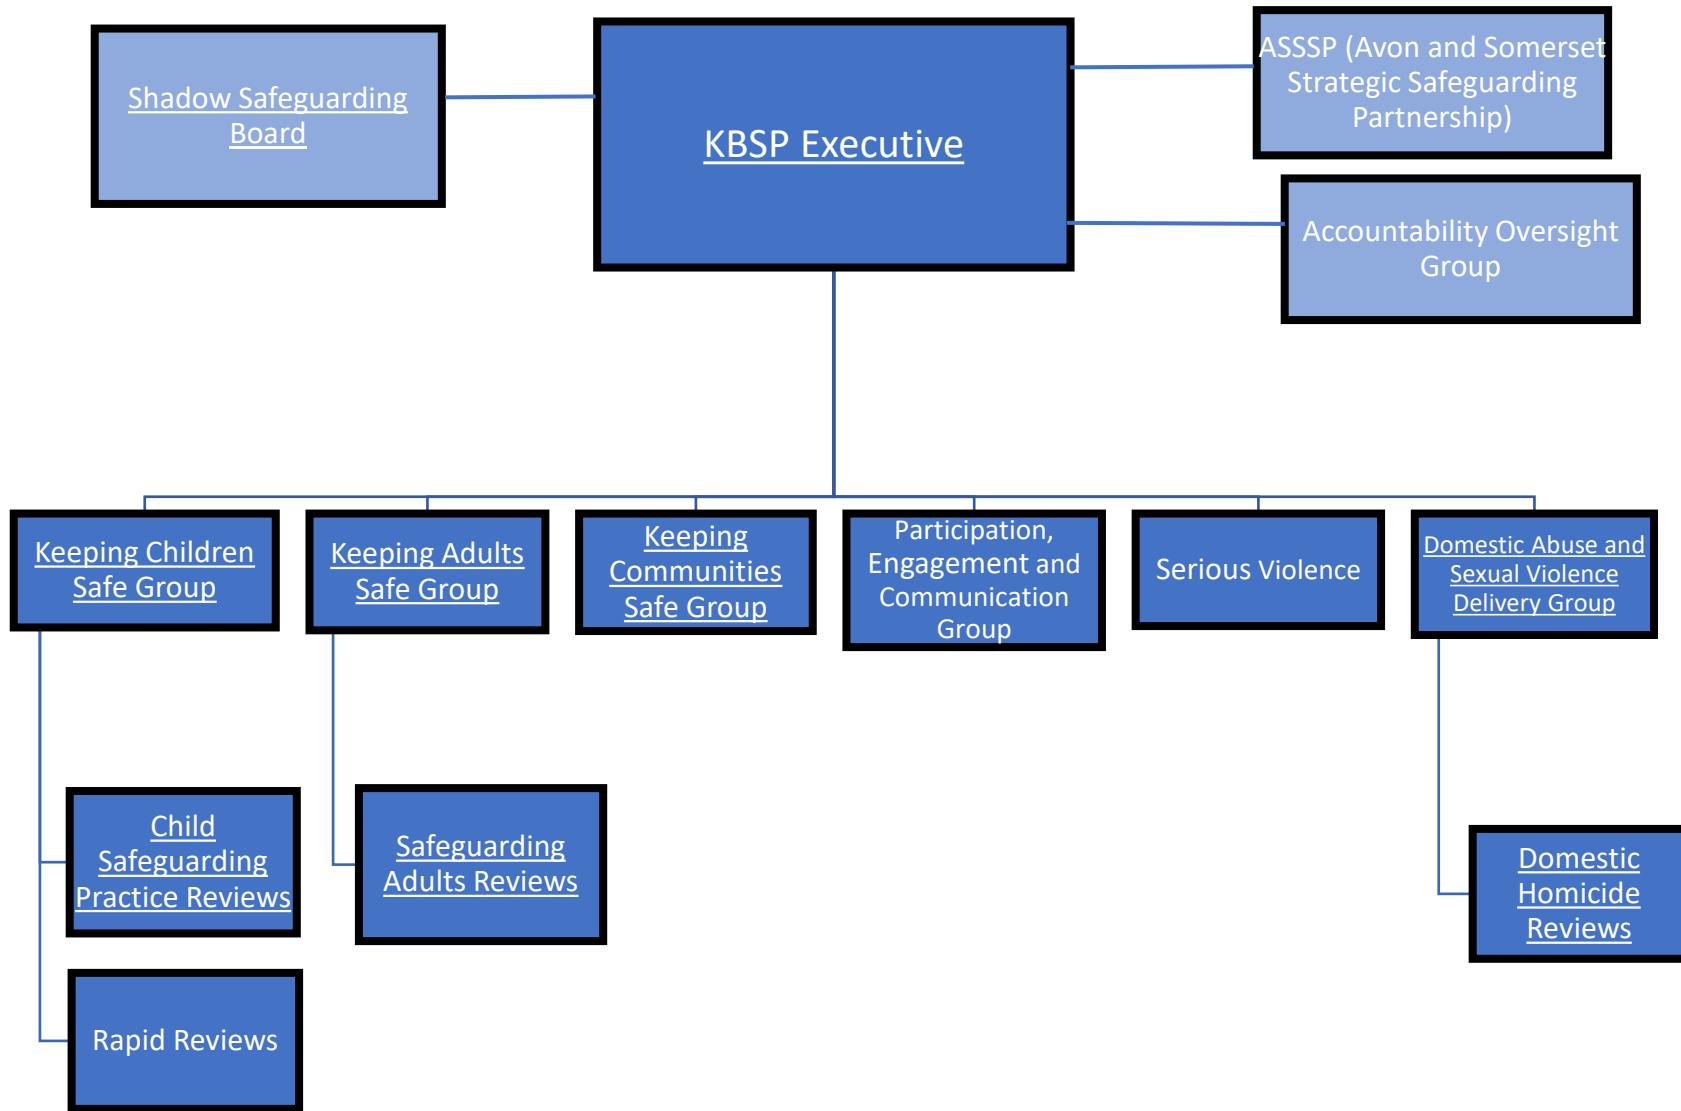 Shadow Safeguarding
Board
KBSP Executive
ASSSP (Avon and Somerset
Strategic Safeguarding
Partnership)
Accountability Oversight
Group
Keeping Children
Safe Group
Keeping Adults
Safe Group
Keeping
Communities
Safe Group
Participation,
Engagement and
Communication
Group
Serious Violence
Domestic Abuse and
Sexual Violence
Delivery Group
Child
Safeguarding
Practice Reviews
Safeguarding
Adults Reviews
Domestic
Homicide
Reviews
Rapid Reviews